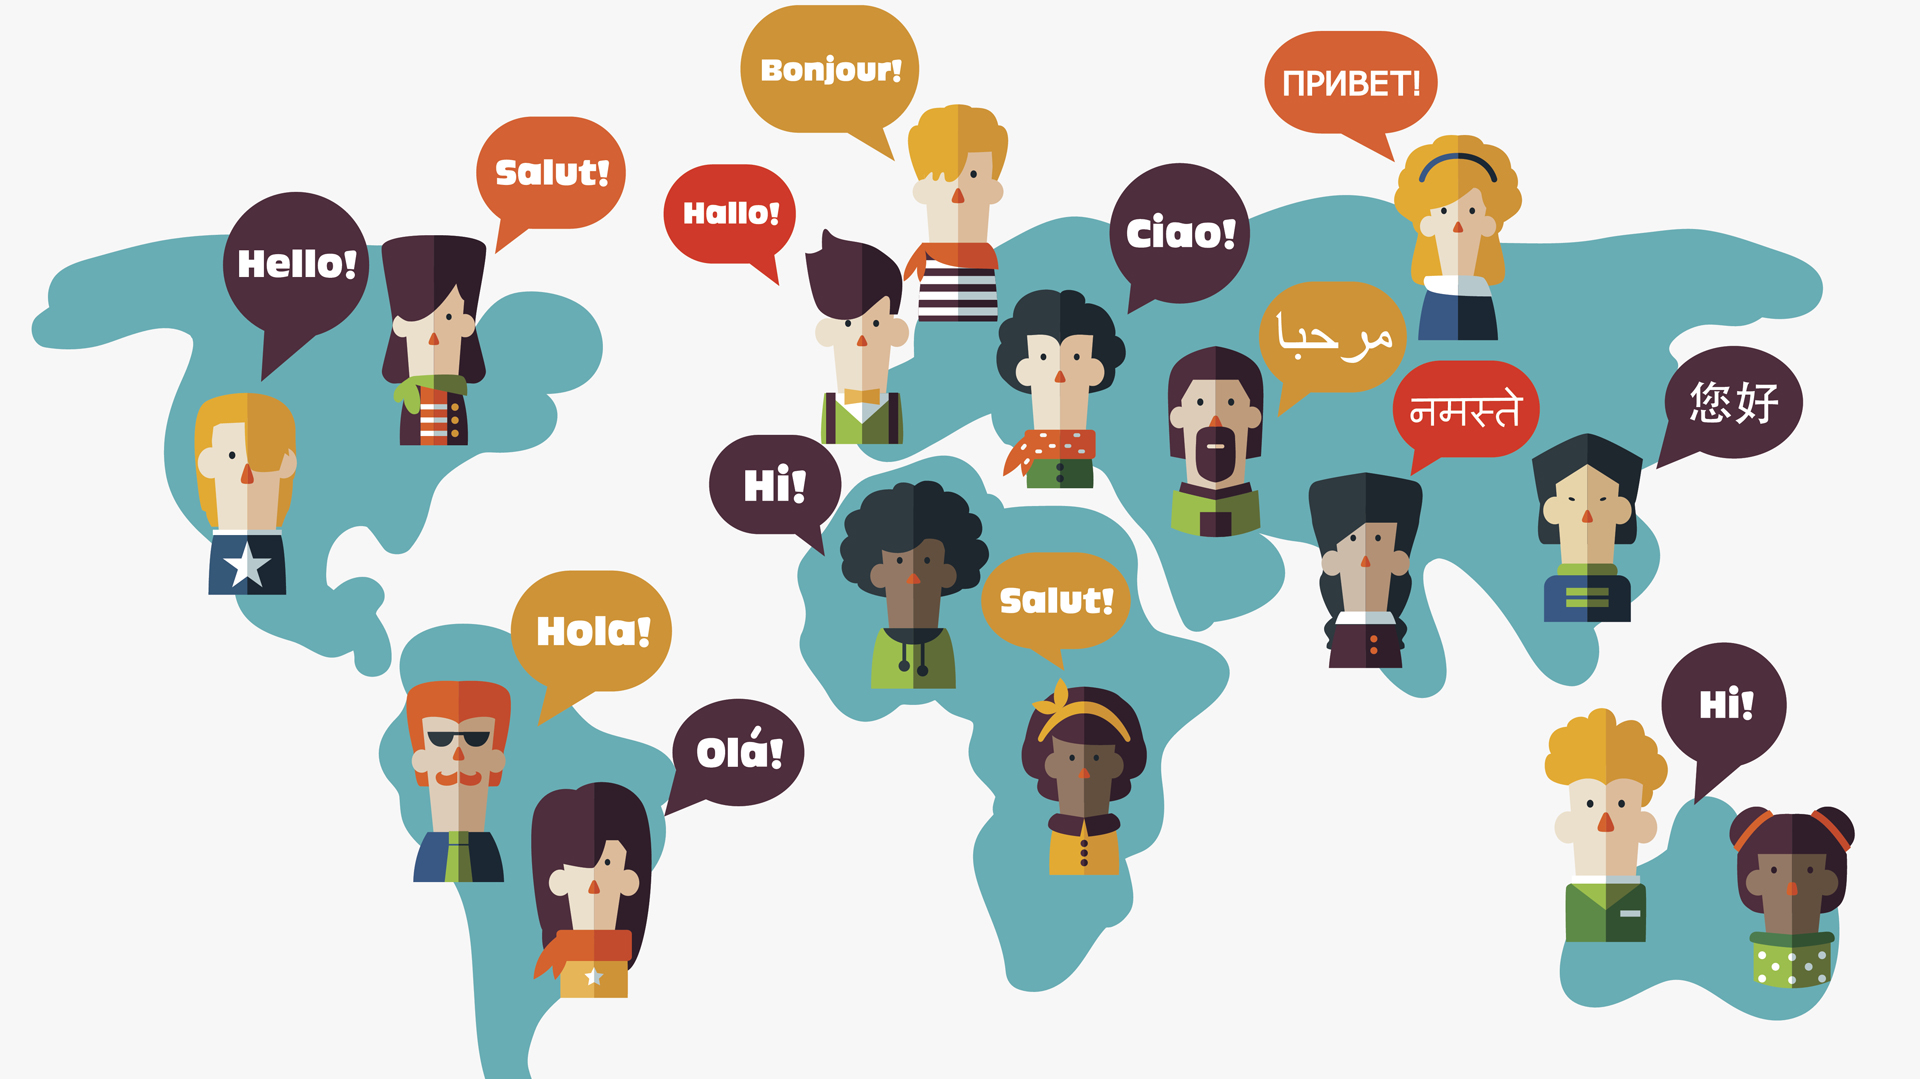 Bonjour!
ПРИВЕТ!
Salut!
Hallo!
Ciao!
Hello!
مرحبا
नमस्ते
您好
Hi!
Salut!
Hola!
Hi!
Olá!